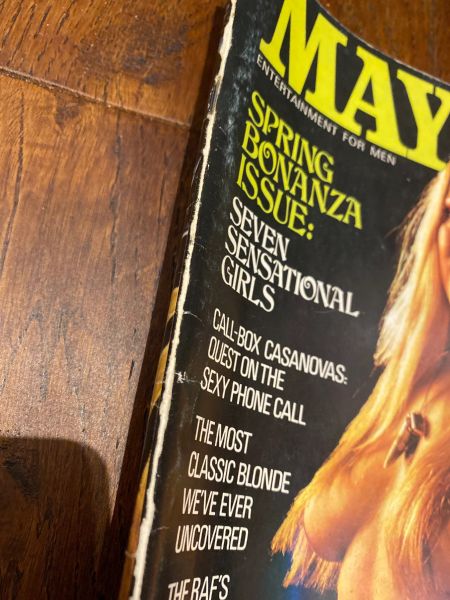 MAY
ENTERTAINMENT FOR MEN
SPRING
BONANZA
ISSUE:
SEVEN
SENSATIONAL
GIRLS
CALL-BOX CASANOVAS:
QUEST ON THE
SEXY PHONE CALL
THE MOST
CLASSIC BLONDE
WE'VE EVER
UNCOVERED
THE RAF'S